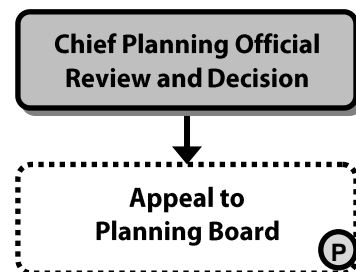 Chief Planning Official
Review and Decision
Appeal to
Planning Board
P